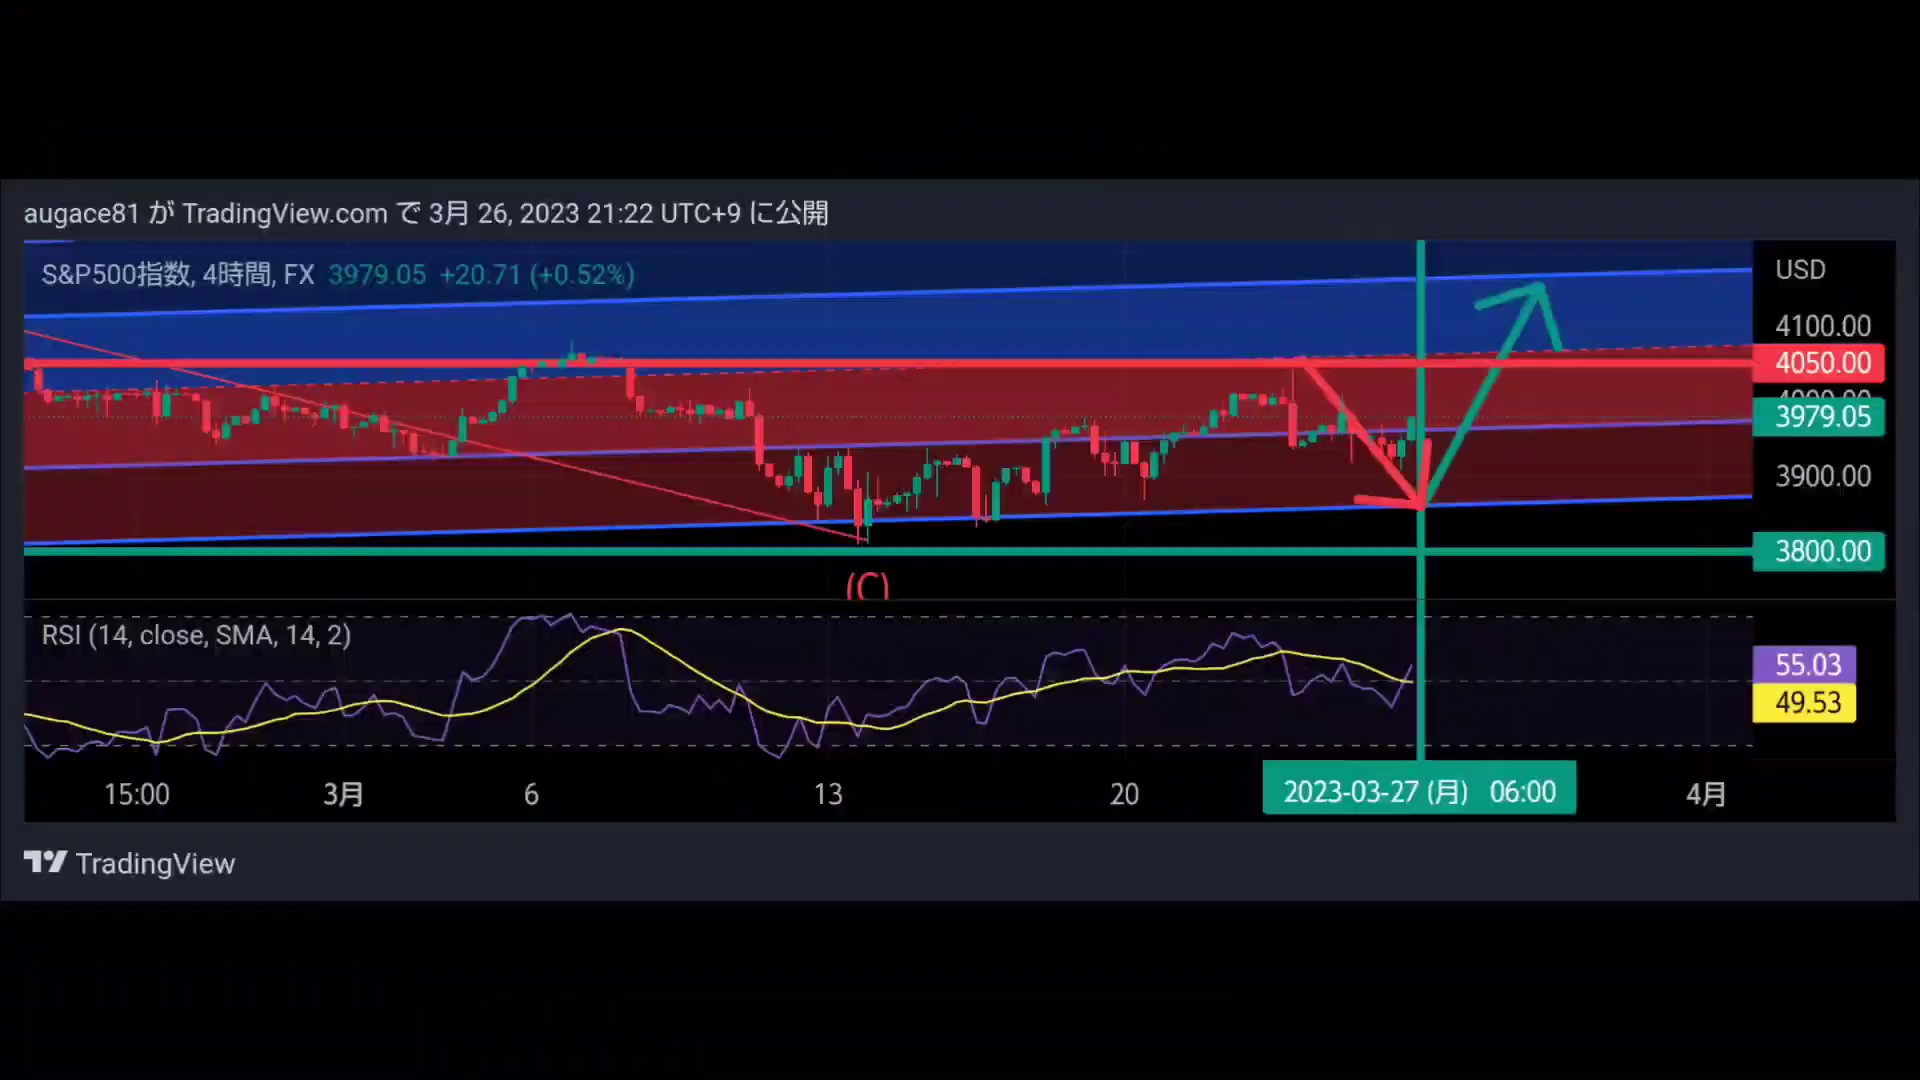 augace81 が TradingView.com で 3月 26, 2023 21:22 UTC+9 に公開
S&P500指数, 4時間, FX 3979.05 +20.71 (+0.52%)
USD
4100.00
4050.00
3979.05
3900.00
3800.00
(C)
RSI (14, close, SMA, 14, 2)
55.03
49.53
15:00 3月 6 13 20 2023-03-27 (月) 06:00 4月
TradingView